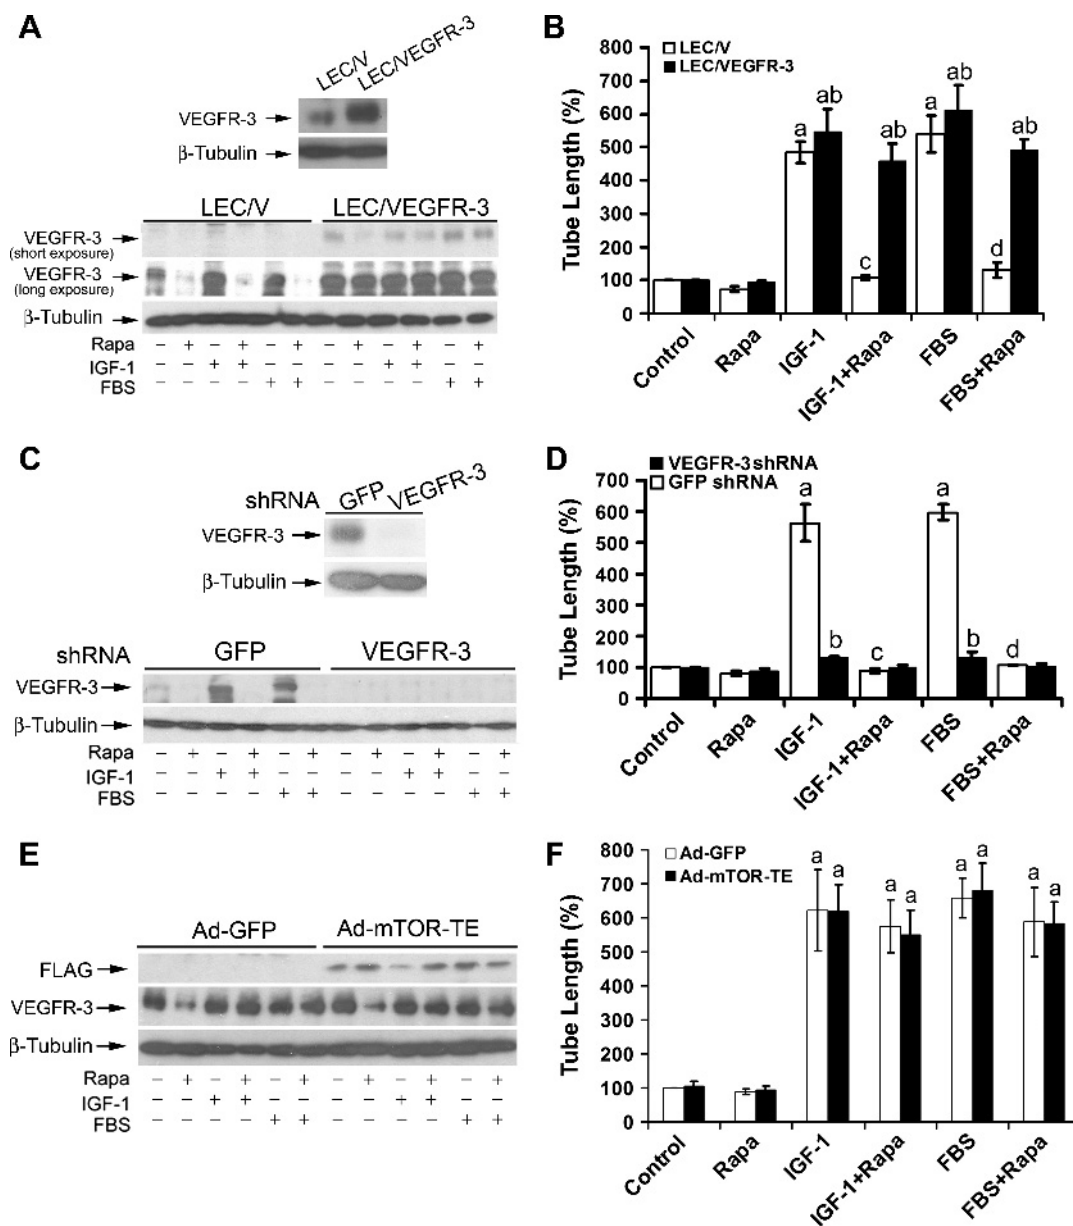 A
LEC/V
LEC/VEGFR-3
VEGFR-3
β-Tubulin
LEC/V LEC/VEGFR-3
VEGFR-3
(short exposure)
VEGFR-3
(long exposure)
β-Tubulin
Rapa – + – + – + – + – + – +
IGF-1 – – + + – – – – + + – –
FBS – – – – + + – – – – + +
B
LEC/V
LEC/VEGFR-3
Tube Length (%)
800
700
600
500
400
300
200
100
0
a ab c ab a ab d ab
Control
Rapa
IGF-1
IGF-1+Rapa
FBS
FBS+Rapa
C
shRNA GFP VEGFR-3
VEGFR-3
β-Tubulin
shRNA GFP VEGFR-3
VEGFR-3
β-Tubulin
Rapa – + – + – + – + – + – +
IGF-1 – – + + – – – – + + – –
FBS – – – – + + – – – – + +
D
VEGFR-3shRNA
GFP shRNA
Tube Length (%)
700
600
500
400
300
200
100
0
a b c a b d
Control
Rapa
IGF-1
IGF-1+Rapa
FBS
FBS+Rapa
E
Ad-GFP Ad-mTOR-TE
FLAG
VEGFR-3
β-Tubulin
Rapa – + – + – + – + – + – +
IGF-1 – – + + – – – – + + – –
FBS – – – – + + – – – – + +
F
Ad-GFP
Ad-mTOR-TE
Tube Length (%)
800
700
600
500
400
300
200
100
0
a a a a a a a a
Control
Rapa
IGF-1
IGF-1+Rapa
FBS
FBS+Rapa